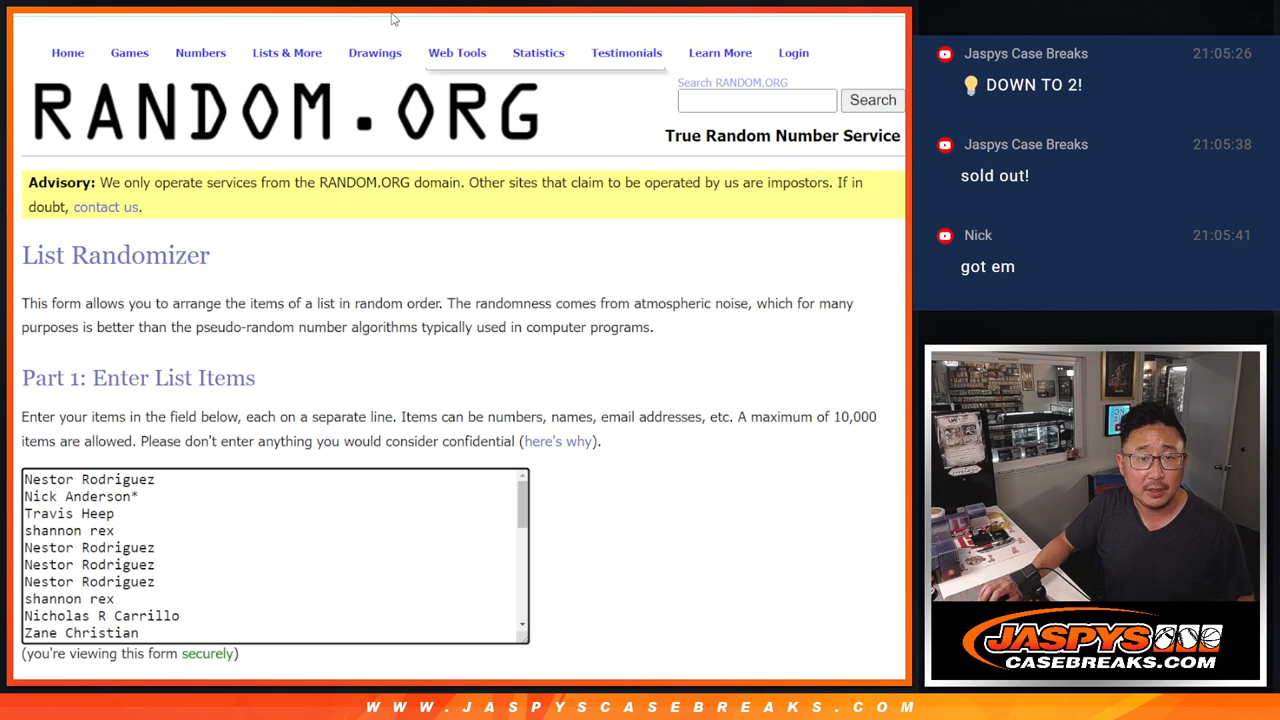 Home Games Numbers Lists & More Drawings Web Tools Statistics Testimonials Learn More Login
RANDOM.ORG
Search RANDOM.ORG
Search
True Random Number Service
Advisory: We only operate services from the RANDOM.ORG domain. Other sites that claim to be operated by us are impostors. If in
doubt, contact us.
List Randomizer
This form allows you to arrange the items of a list in random order. The randomness comes from atmospheric noise, which for many
purposes is better than the pseudo-random number algorithms typically used in computer programs.
Part 1: Enter List Items
Enter your items in the field below, each on a separate line. Items can be numbers, names, email addresses, etc. A maximum of 10,000
items are allowed. Please don't enter anything you would consider confidential (here's why).
Nestor Rodriguez
Nick Anderson*
Travis Heep
shannon rex
Nestor Rodriguez
Nestor Rodriguez
Nestor Rodriguez
shannon rex
Nicholas R Carrillo
Zane Christian
(you're viewing this form securely)
Jaspys Case Breaks 21:05:26
DOWN TO 2!
Jaspys Case Breaks 21:05:38
sold out!
Nick 21:05:41
got em
JASPYS
CASEBREAKS.COM
WWW.JASPYSCASEBREAKS.COM